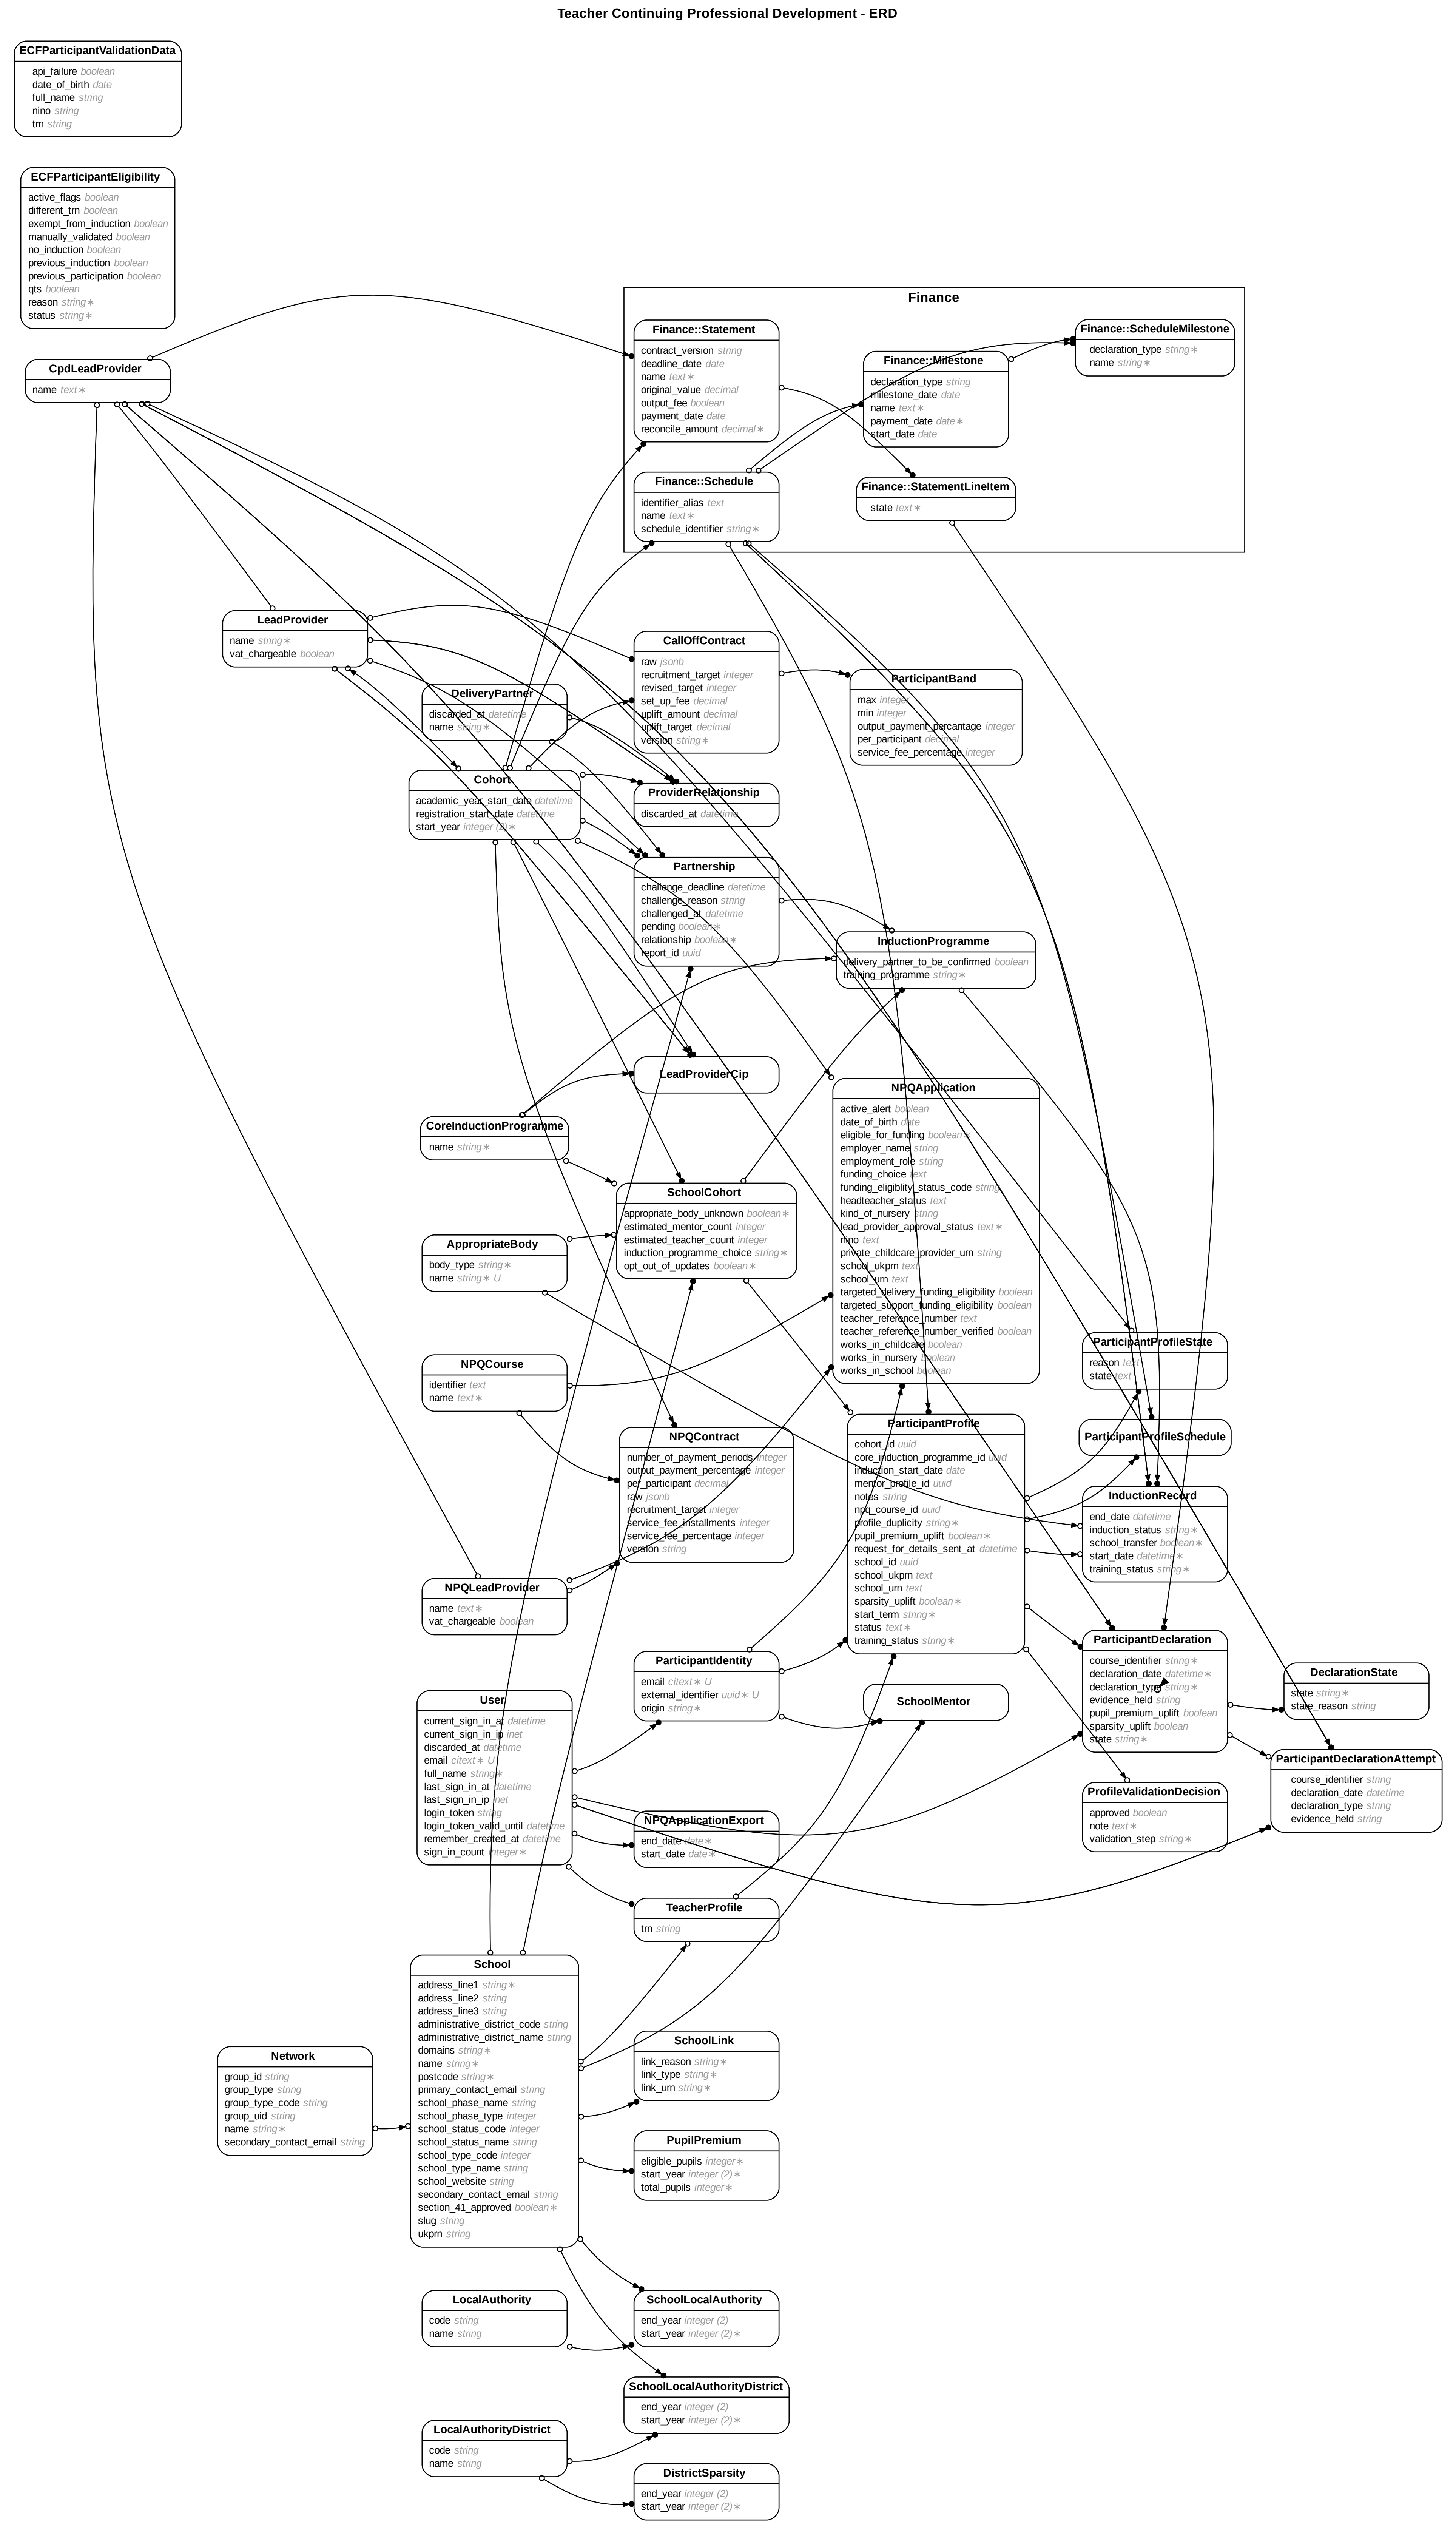 Teacher Continuing Professional Development - ERD
ECFParticipantValidationData
api_failure boolean
date_of_birth date
full_name string
nino string
trn string
ECFParticipantEligibility
active_flags boolean
different_trn boolean
exempt_from_induction boolean
manually_validated boolean
no_induction boolean
previous_induction boolean
previous_participation boolean
qts boolean
reason string∗
status string∗
CpdLeadProvider
name text∗
Finance
Finance::Statement
contract_version string
deadline_date date
name text∗
original_value decimal
output_fee boolean
payment_date date
reconcile_amount decimal∗
Finance::Milestone
declaration_type string
milestone_date date
name text∗
payment_date date∗
start_date date
Finance::ScheduleMilestone
declaration_type string∗
name string∗
Finance::Schedule
identifier_alias text
name text∗
schedule_identifier string∗
Finance::StatementLineItem
state text∗
LeadProvider
name string∗
vat_chargeable boolean
CallOffContract
raw jsonb
recruitment_target integer
revised_target integer
set_up_fee decimal
uplift_amount decimal
uplift_target decimal
version string∗
ParticipantBand
max integer
min integer
output_payment_percantage integer
per_participant decimal
service_fee_percentage integer
DeliveryPartner
discarded_at datetime
name string∗
Cohort
academic_year_start_date datetime
registration_start_date datetime
start_year integer (2)∗
ProviderRelationship
discarded_at datetime
Partnership
challenge_deadline datetime
challenge_reason string
challenged_at datetime
pending boolean∗
relationship boolean∗
report_id uuid
InductionProgramme
delivery_partner_to_be_confirmed boolean
training_programme string∗
LeadProviderCip
CoreInductionProgramme
name string∗
NPQApplication
active_alert boolean
date_of_birth date
eligible_for_funding boolean∗
employer_name string
employment_role string
funding_choice text
funding_eligiblity_status_code string
headteacher_status text
kind_of_nursery string
lead_provider_approval_status text∗
nino text
private_childcare_provider_urn string
school_ukprn text
school_urn text
targeted_delivery_funding_eligibility boolean
targeted_support_funding_eligibility boolean
teacher_reference_number text
teacher_reference_number_verified boolean
works_in_childcare boolean
works_in_nursery boolean
works_in_school boolean
SchoolCohort
appropriate_body_unknown boolean∗
estimated_mentor_count integer
estimated_teacher_count integer
induction_programme_choice string∗
opt_out_of_updates boolean∗
AppropriateBody
body_type string∗
name string∗ U
NPQCourse
identifier text
name text∗
ParticipantProfileState
reason text
state text
ParticipantProfileSchedule
NPQContract
number_of_payment_periods integer
output_payment_percentage integer
per_participant decimal
raw jsonb
recruitment_target integer
service_fee_installments integer
service_fee_percentage integer
version string
ParticipantProfile
cohort_id uuid
core_induction_programme_id uuid
induction_start_date date
mentor_profile_id uuid
notes string
npq_course_id uuid
profile_duplicity string∗
pupil_premium_uplift boolean∗
request_for_details_sent_at datetime
school_id uuid
school_ukprn text
school_urn text
sparsity_uplift boolean∗
start_term string∗
status text∗
training_status string∗
InductionRecord
end_date datetime
induction_status string∗
school_transfer boolean∗
start_date datetime∗
training_status string∗
NPQLeadProvider
name text∗
vat_chargeable boolean
ParticipantDeclaration
course_identifier string∗
declaration_date datetime∗
declaration_type string∗
evidence_held string
pupil_premium_uplift boolean
sparsity_uplift boolean
state string∗
ParticipantIdentity
email citext∗ U
external_identifier uuid∗ U
origin string∗
SchoolMentor
DeclarationState
state string∗
state_reason string
User
current_sign_in_at datetime
current_sign_in_ip inet
discarded_at datetime
email citext∗ U
full_name string∗
last_sign_in_at datetime
last_sign_in_ip inet
login_token string
login_token_valid_until datetime
remember_created_at datetime
sign_in_count integer∗
ParticipantDeclarationAttempt
course_identifier string
declaration_date datetime
declaration_type string
evidence_held string
ProfileValidationDecision
approved boolean
note text∗
validation_step string∗
NPQApplicationExport
end_date date∗
start_date date∗
TeacherProfile
trn string
School
address_line1 string∗
address_line2 string
address_line3 string
administrative_district_code string
administrative_district_name string
domains string∗
name string∗
postcode string∗
primary_contact_email string
school_phase_name string
school_phase_type integer
school_status_code integer
school_status_name string
school_type_code integer
school_type_name string
school_website string
secondary_contact_email string
section_41_approved boolean∗
slug string
ukprn string
Network
group_id string
group_type string
group_type_code string
group_uid string
name string∗
secondary_contact_email string
SchoolLink
link_reason string∗
link_type string∗
link_urn string∗
PupilPremium
eligible_pupils integer∗
start_year integer (2)∗
total_pupils integer∗
LocalAuthority
code string
name string
SchoolLocalAuthority
end_year integer (2)
start_year integer (2)∗
SchoolLocalAuthorityDistrict
end_year integer (2)
start_year integer (2)∗
LocalAuthorityDistrict
code string
name string
DistrictSparsity
end_year integer (2)
start_year integer (2)∗